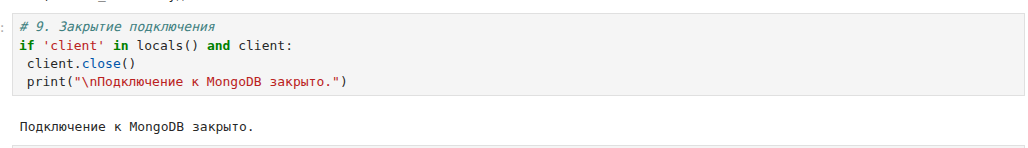 # 9. Закрытие подключения
if 'client' in locals() and client:
 client.close()
 print("\nПодключение к MongoDB закрыто.")
Подключение к MongoDB закрыто.